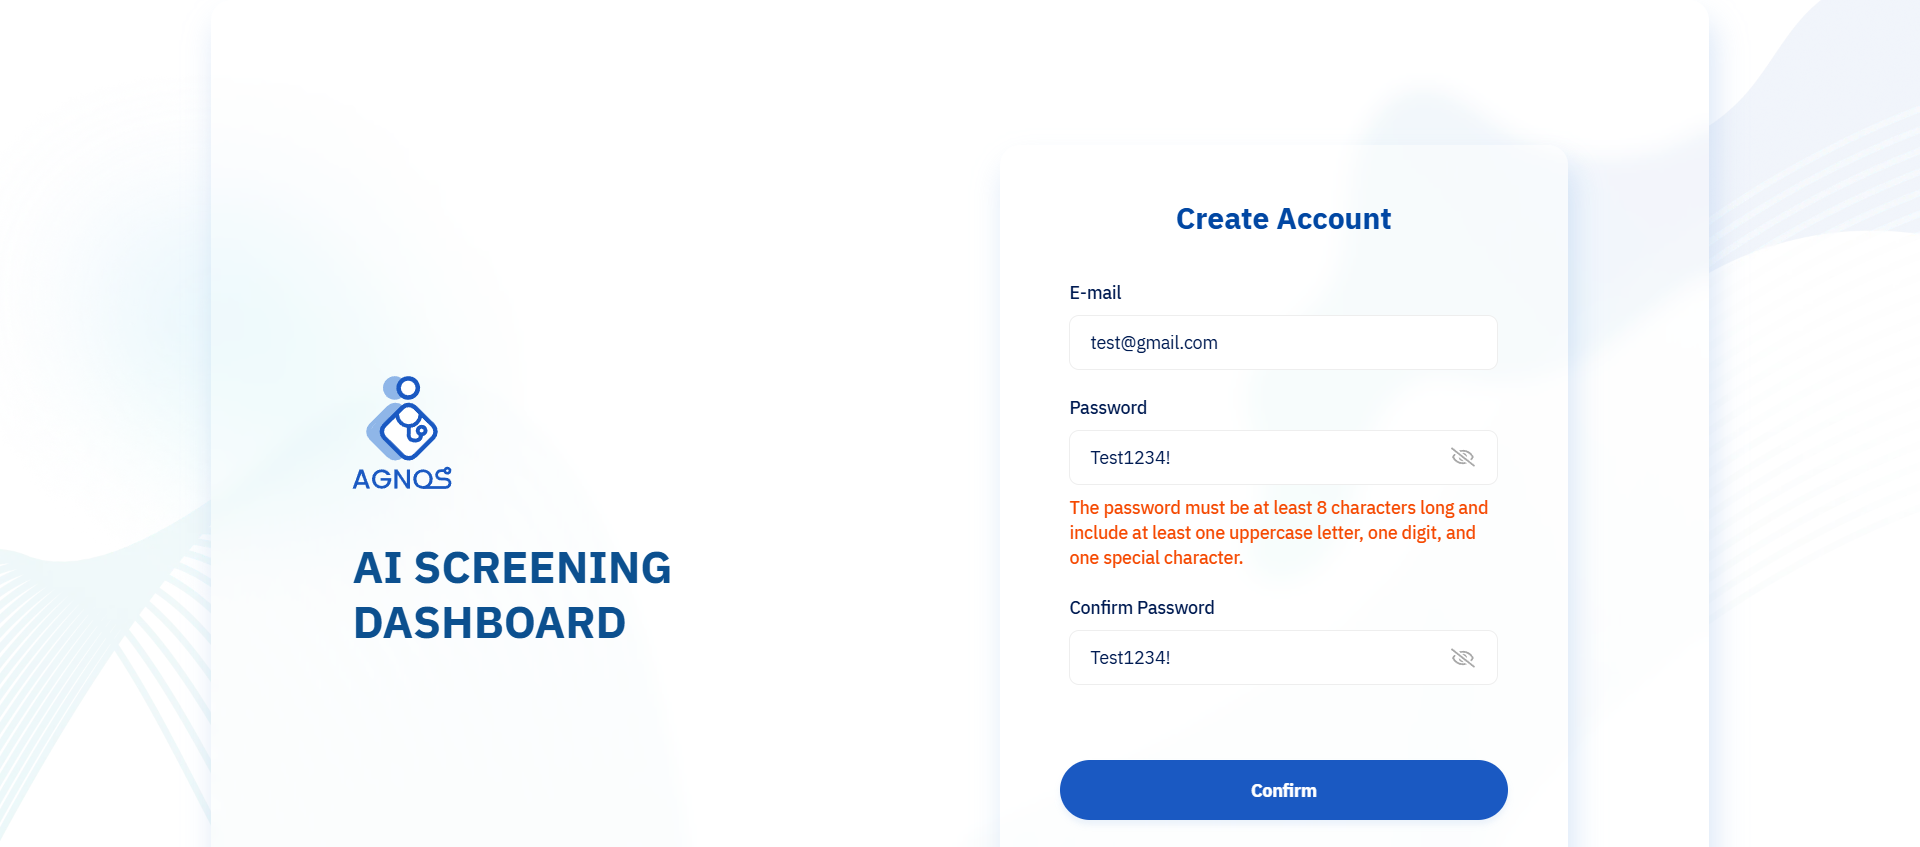 AGNOS
AI SCREENING
DASHBOARD
Create Account
E-mail
test@gmail.com
Password
Test1234!
The password must be at least 8 characters long and
include at least one uppercase letter, one digit, and
one special character.
Confirm Password
Test1234!
Confirm